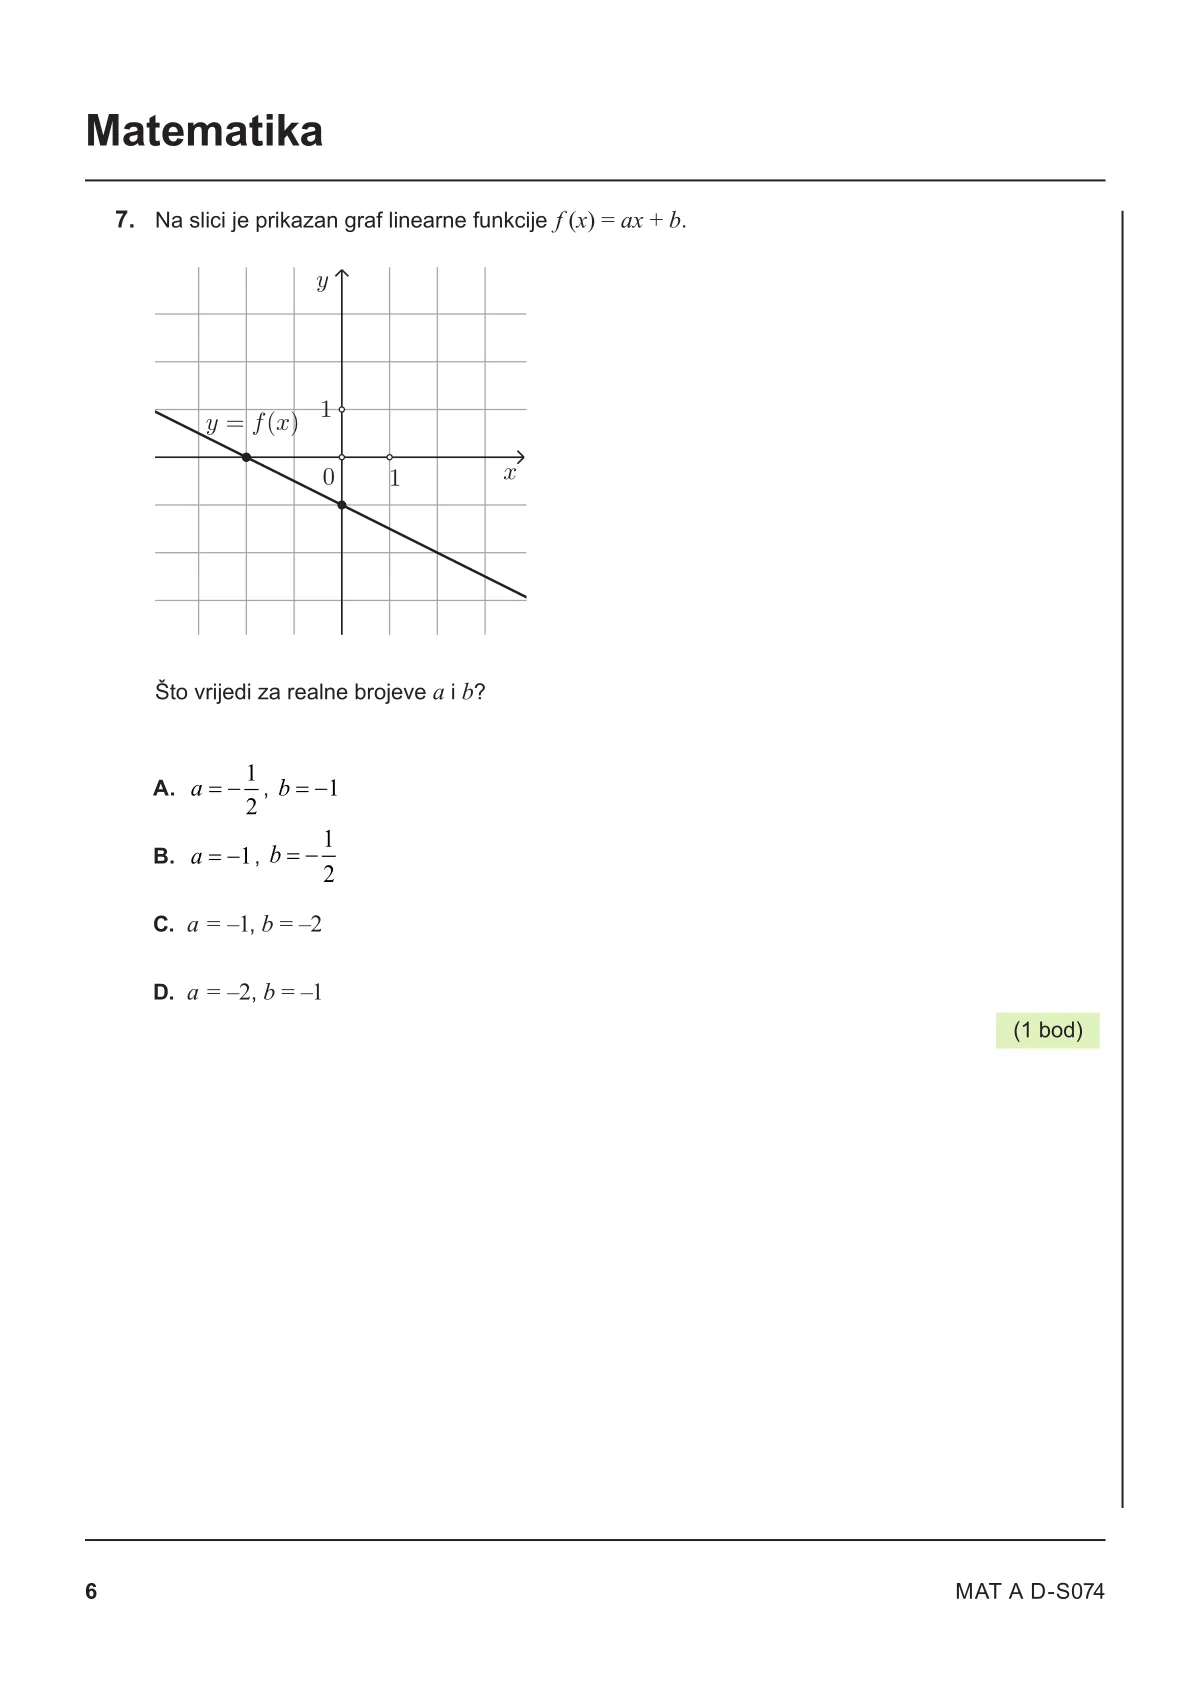 Matematika
7. Na slici je prikazan graf linearne funkcije f (x) = ax + b.
y
y = f(x)
1
0
1
x
Što vrijedi za realne brojeve a i b?
A. a = −1/2, b = −1
B. a = −1, b = −1/2
C. a = –1, b = –2
D. a = –2, b = –1
(1 bod)
6
MAT A D-S074